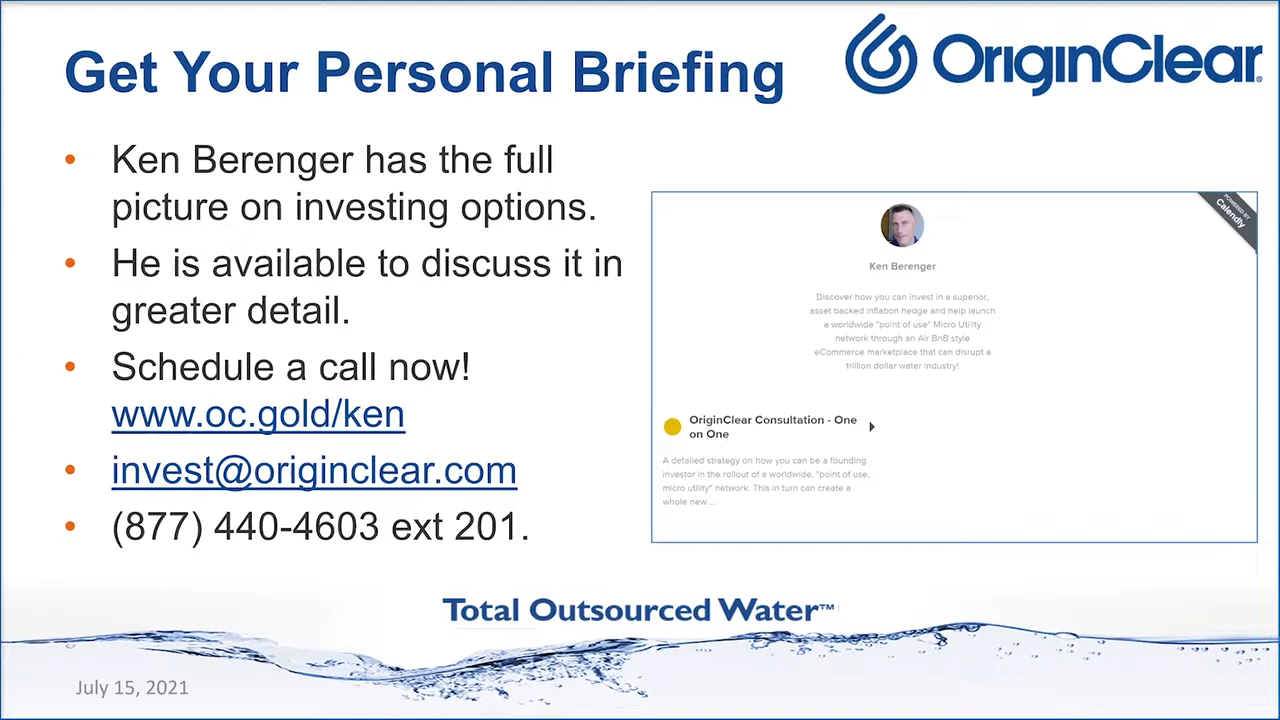 Get Your Personal Briefing
OriginClear®
• Ken Berenger has the full
picture on investing options.
• He is available to discuss it in
greater detail.
• Schedule a call now!
www.oc.gold/ken
• invest@originclear.com
• (877) 440-4603 ext 201.
POWERED BY
Calendly
Ken Berenger
Discover how you can invest in a superior,
asset backed inflation hedge and help launch
a worldwide "point of use" Micro Utility
network through an Air BnB style
eCommerce marketplace that can disrupt a
trillion dollar water industry!
OriginClear Consultation - One
on One
A detailed strategy on how you can be a founding
investor in the rollout of a worldwide, "point of use,
micro utility" network. This in turn can create a
whole new ...
Total Outsourced Water™
July 15, 2021